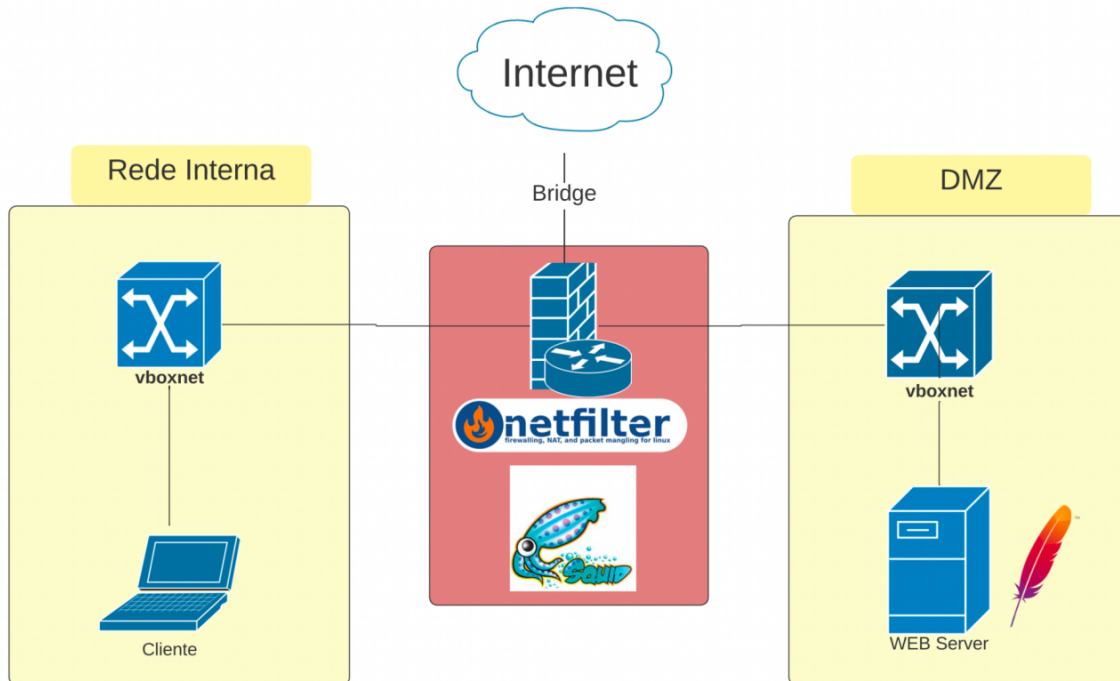 Internet
Bridge
Rede Interna
DMZ
vboxnet
vboxnet
netfilter
firewalling, NAT, and packet mangling for linux
SQUID
Cliente
WEB Server